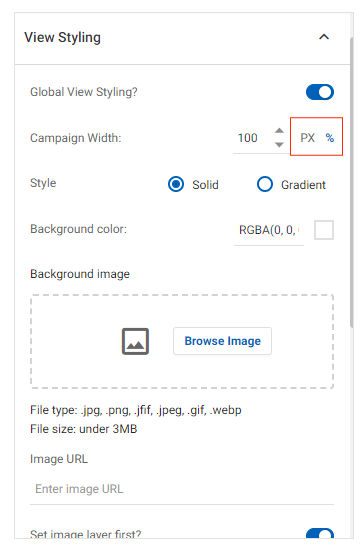 View Styling
Global View Styling?
Campaign Width: 100 PX %
Style Solid Gradient
Background color: RGBA(0, 0,
Background image
Browse Image
File type: .jpg, .png, .jfif, .jpeg, .gif, .webp
File size: under 3MB
Image URL
Enter image URL
Set image layer first?